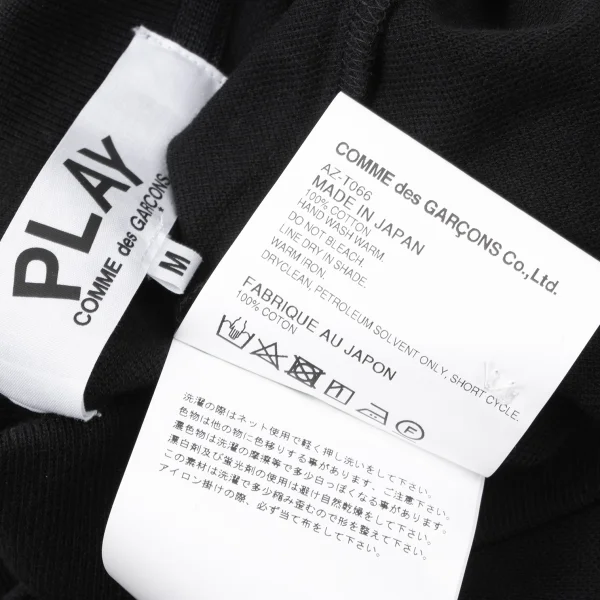 PLAY
COMME des GARÇONS
M
COMME des GARÇONS Co.,Ltd.
AZ-T066
MADE IN JAPAN
100% COTTON
HAND WASH WARM.
DO NOT BLEACH.
LINE DRY IN SHADE.
WARM IRON.
DRYCLEAN, PETROLEUM SOLVENT ONLY, SHORT CYCLE.
FABRIQUE AU JAPON
100% COTON
F
洗濯の際はネット使用で軽く押し洗いをして下さい。
色物は他の物に色移りする事があります。ご注意下さい。
濃色物は洗濯の摩擦等で多少白っぽくなる事があります。
漂白剤及び蛍光剤の使用は避け自然乾燥をして下さい。
この素材は洗濯で多少縮み歪むので形を整えて下さい。
アイロン掛けの際、必ず当て布をして下さい。